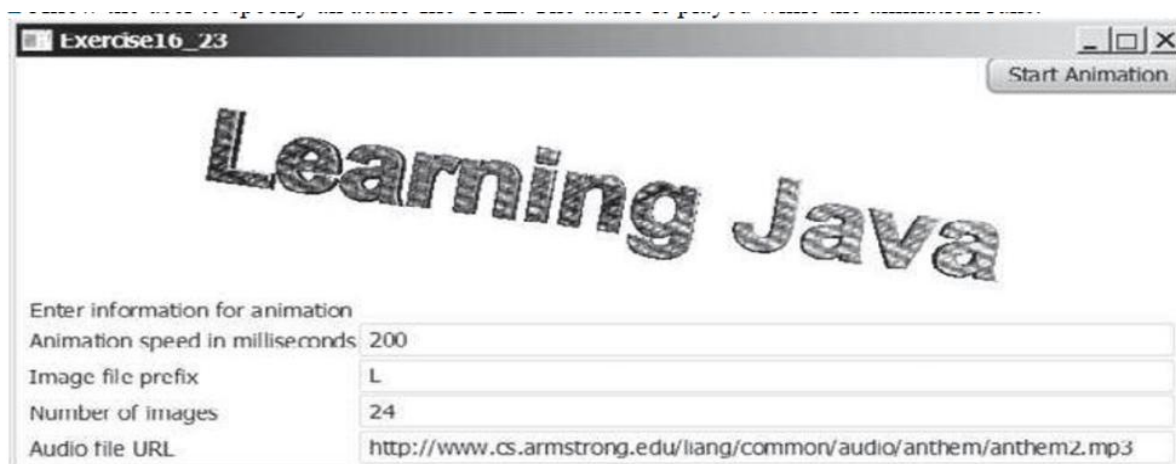 Exercise16_23
Start Animation
Learning Java
Enter information for animation
Animation speed in milliseconds 200
Image file prefix L
Number of images 24
Audio file URL http://www.cs.armstrong.edu/liang/common/audio/anthem/anthem2.mp3